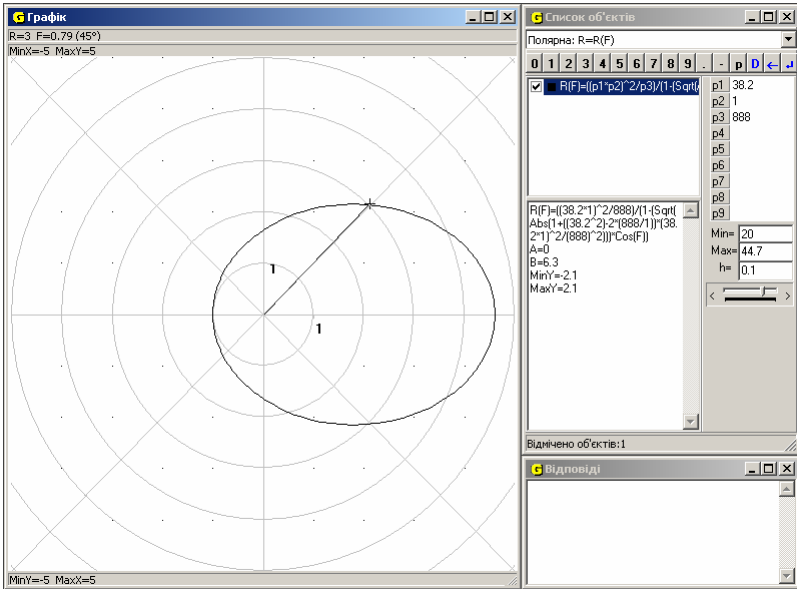 Графік
R=3 F=0.79 (45°)
MinX=-5 MaxY=5
1
1
MinY=-5 MaxX=5
Список об'єктів
Полярна: R=R(F)
0 1 2 3 4 5 6 7 8 9 . - p D ← ↵
R(F)=((p1*p2)^2/p3)/(1-(Sqrt(
p1 38.2
p2 1
p3 888
p4
p5
p6
p7
p8
p9
Min= 20
Max= 44.7
h= 0.1
R(F)=((38.2*1)^2/888)/(1-(Sqrt(
Abs(1+((38.2^2)-2*(888/1))*(38.
2*1)^2/(888)^2)))*Cos(F))
A=0
B=6.3
MinY=-2.1
MaxY=2.1
Відмічено об'єктів:1
Відповіді